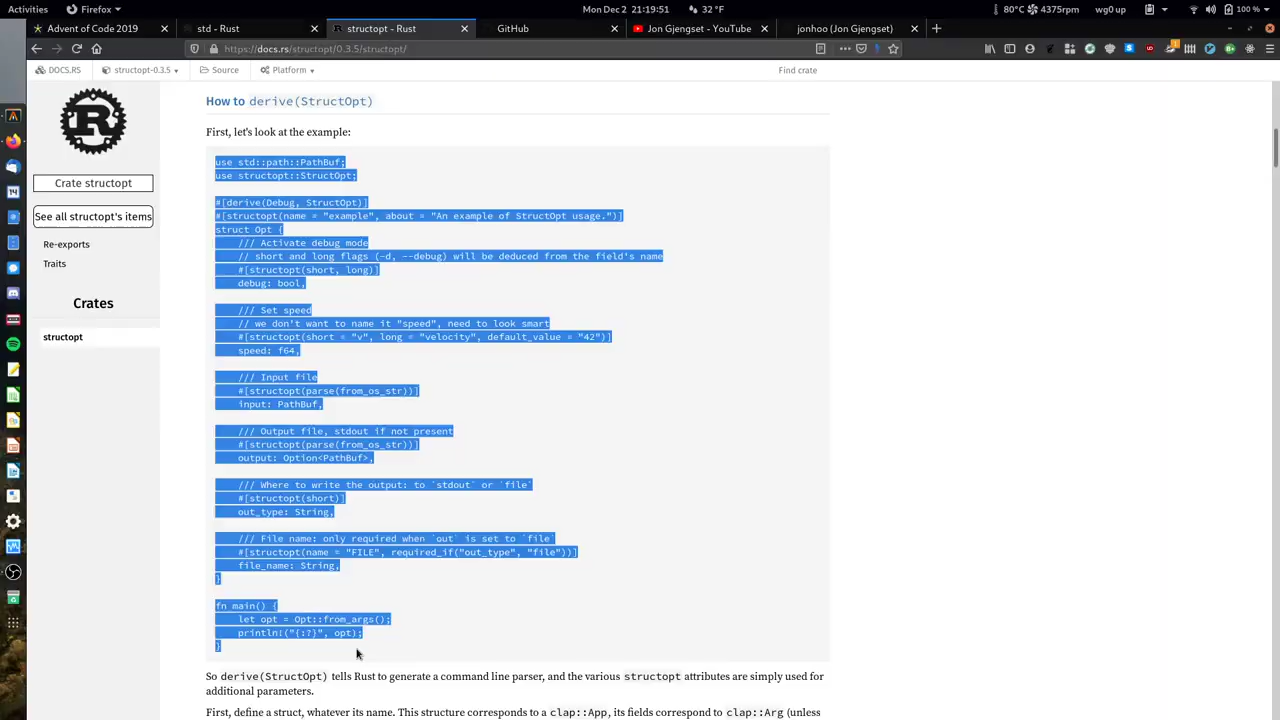 Activities
Firefox
Mon Dec 2 21:19:51
32 °F
80°C
4375rpm
wg0 up
100 %
Advent of Code 2019
std - Rust
structopt - Rust
GitHub
Jon Gjengset - YouTube
jonhoo (Jon Gjengset)
https://docs.rs/structopt/0.3.5/structopt/
DOCS.RS
structopt-0.3.5
Source
Platform
Find crate
Crate structopt
See all structopt's items
Re-exports
Traits
Crates
structopt
How to derive(StructOpt)
First, let's look at the example:
use std::path::PathBuf;
use structopt::StructOpt;
#[derive(Debug, StructOpt)]
#[structopt(name = "example", about = "An example of StructOpt usage.")]
struct Opt {
/// Activate debug mode
// short and long flags (-d, --debug) will be deduced from the field's name
#[structopt(short, long)]
debug: bool,
/// Set speed
// we don't want to name it "speed", need to look smart
#[structopt(short = "v", long = "velocity", default_value = "42")]
speed: f64,
/// Input file
#[structopt(parse(from_os_str))]
input: PathBuf,
/// Output file, stdout if not present
#[structopt(parse(from_os_str))]
output: Option<PathBuf>,
/// Where to write the output: to `stdout` or `file`
#[structopt(short)]
out_type: String,
/// File name: only required when `out` is set to `file`
#[structopt(name = "FILE", required_if("out_type", "file"))]
file_name: String,
}
fn main() {
let opt = Opt::from_args();
println!("{:?}", opt);
}
So derive(StructOpt) tells Rust to generate a command line parser, and the various structopt attributes are simply used for
additional parameters.
First, define a struct, whatever its name. This structure corresponds to a clap::App, its fields correspond to clap::Arg (unless